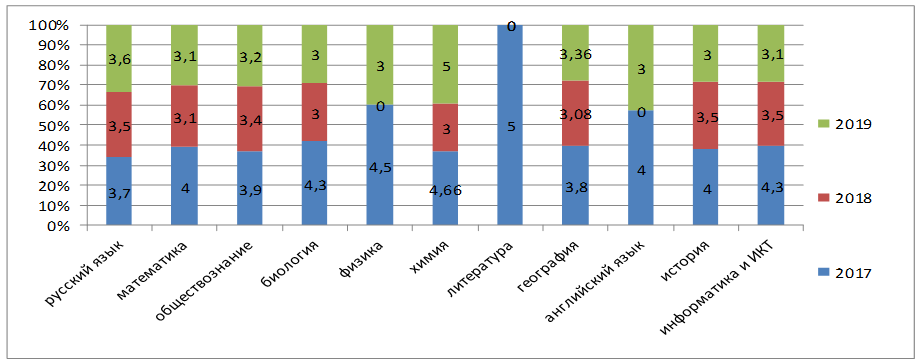 100%
90%
80%
70%
60%
50%
40%
30%
20%
10%
0%
3,6 3,1 3,2 3 3 5 0 3,36 3 3 3,1
3,5 3,1 3,4 3 0 3 3,08 0 3,5 3,5
3,7 4 3,9 4,3 4,5 4,66 5 3,8 4 4 4,3
русский язык
математика
обществознание
биология
физика
химия
литература
география
английский язык
история
информатика и ИКТ
2019
2018
2017